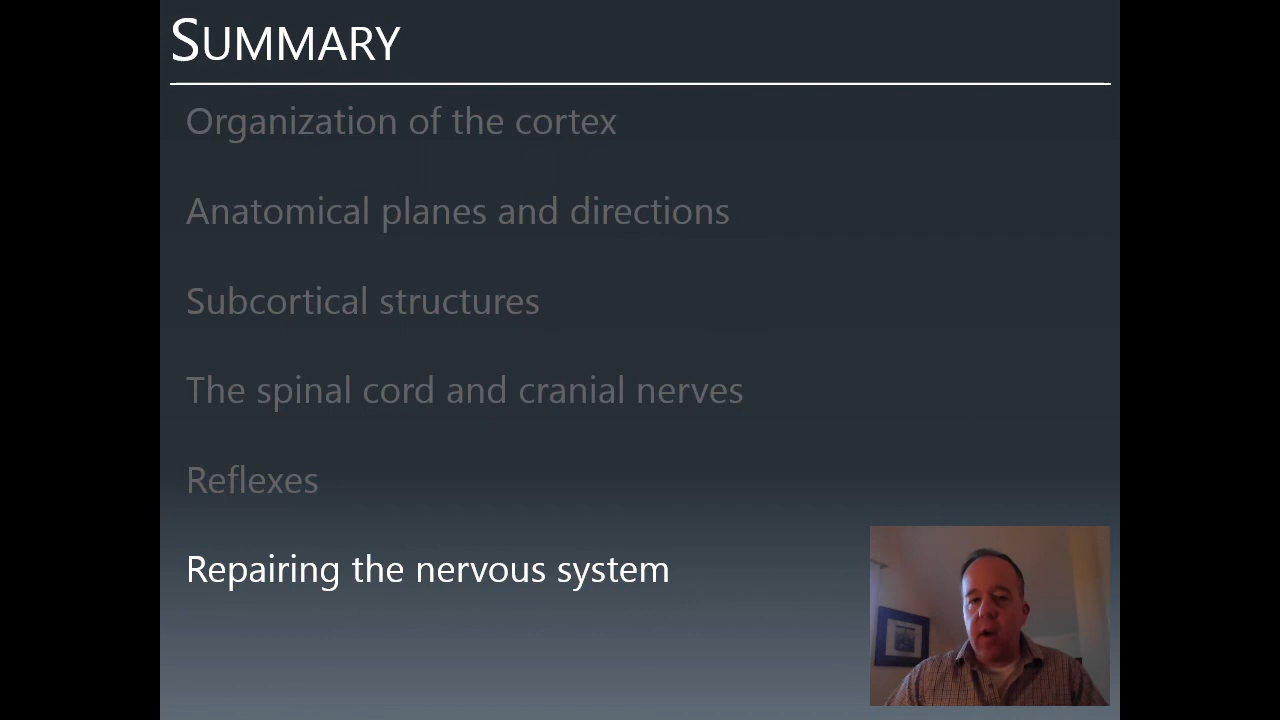 SUMMARY
Organization of the cortex
Anatomical planes and directions
Subcortical structures
The spinal cord and cranial nerves
Reflexes
Repairing the nervous system